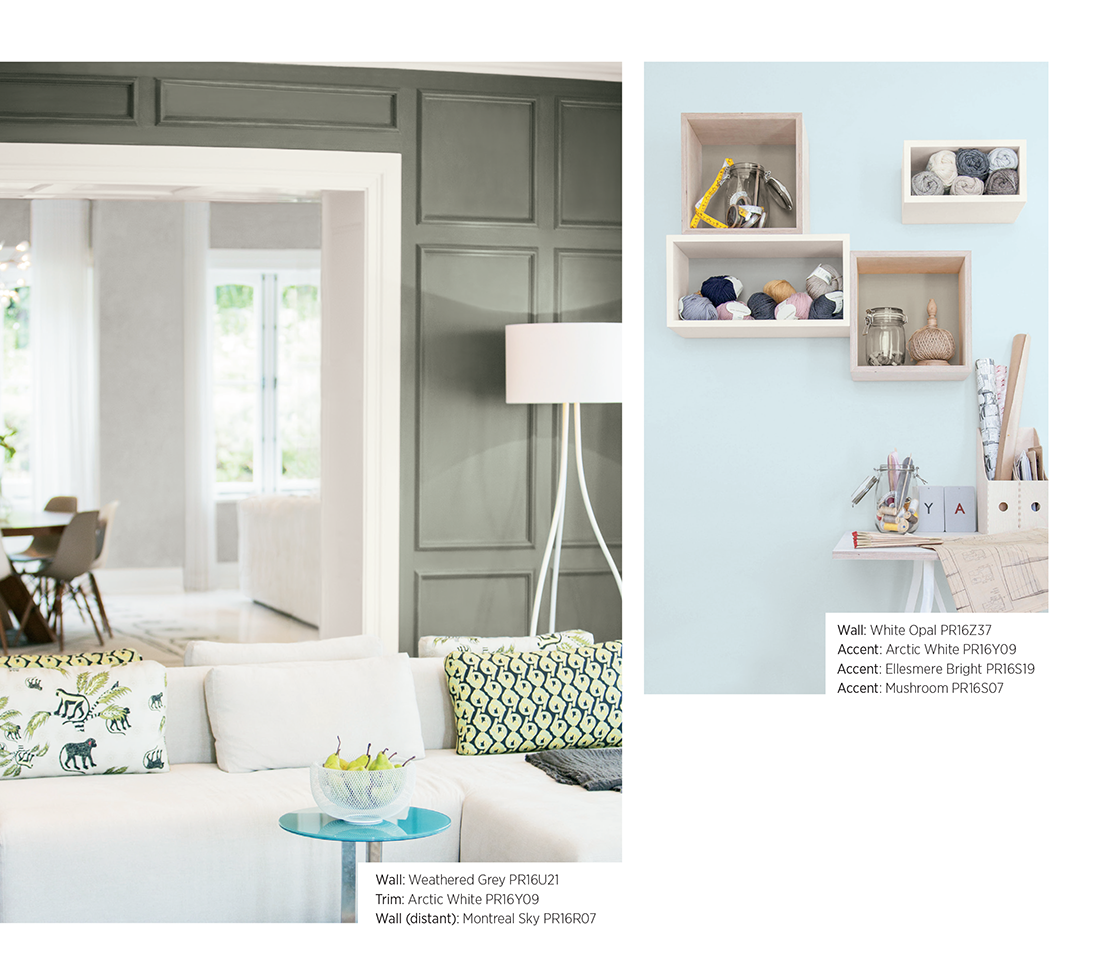 Y A
Wall: White Opal PR16Z37
Accent: Arctic White PR16Y09
Accent: Ellesmere Bright PR16S19
Accent: Mushroom PR16S07
Wall: Weathered Grey PR16U21
Trim: Arctic White PR16Y09
Wall (distant): Montreal Sky PR16R07